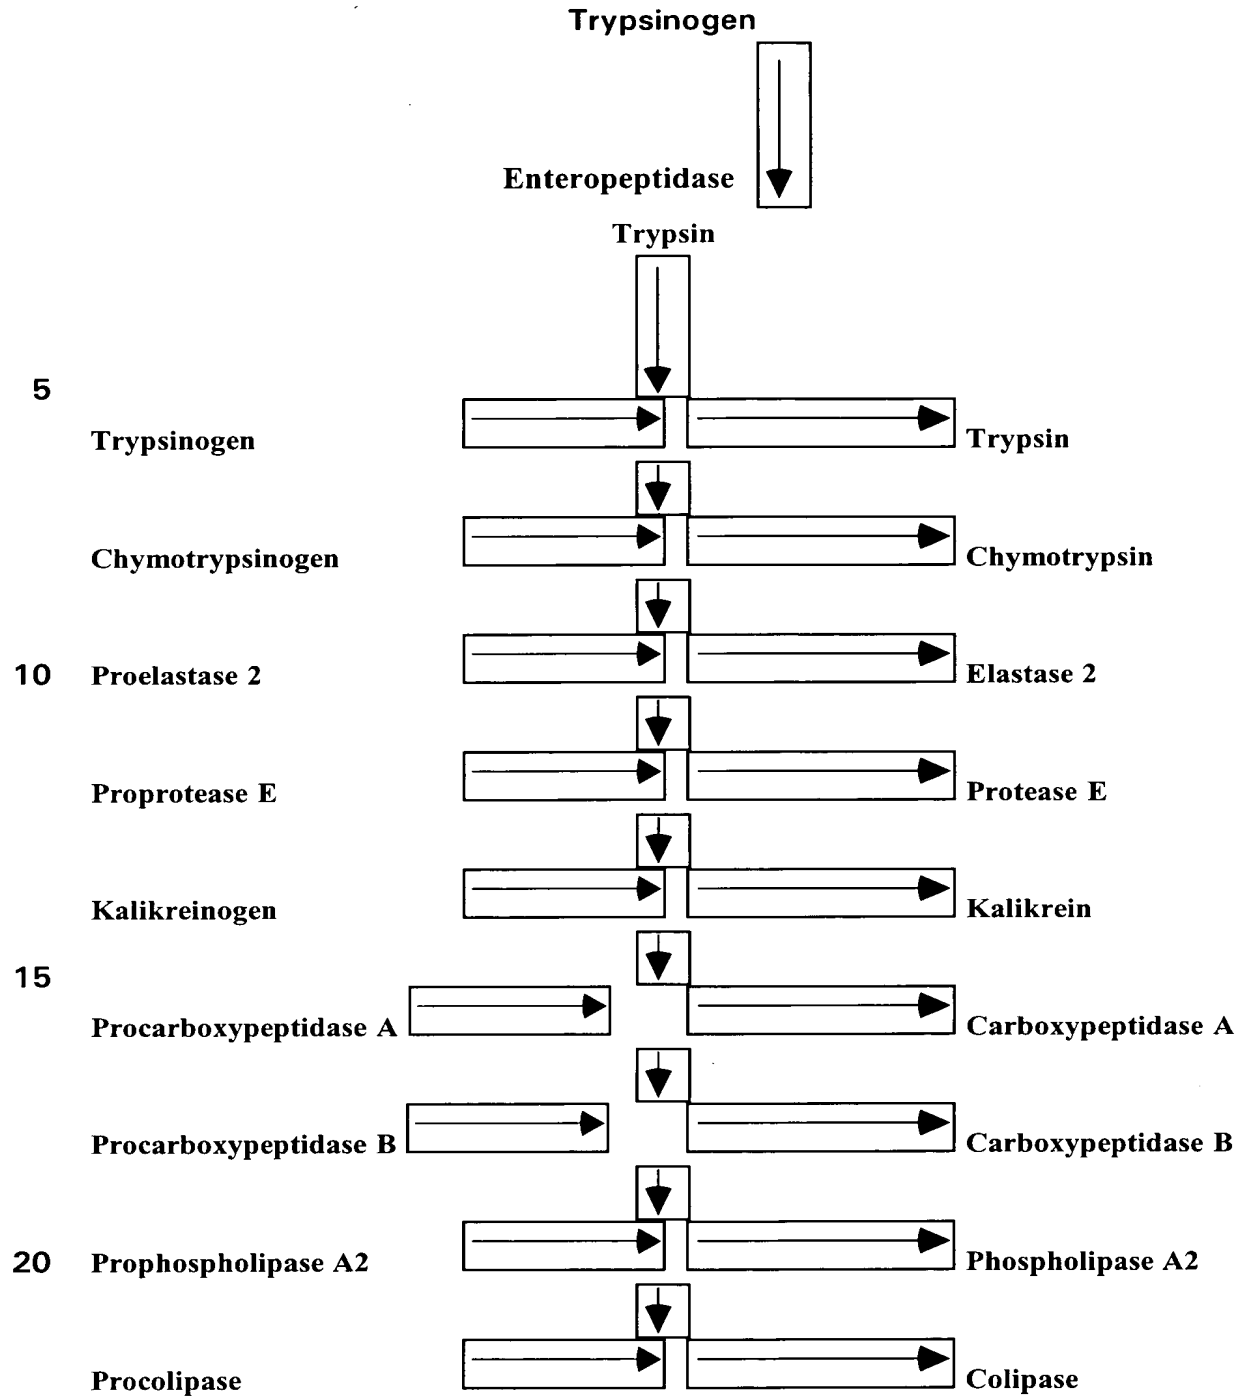 Trypsinogen
Enteropeptidase
Trypsin
5
Trypsinogen Trypsin
Chymotrypsinogen Chymotrypsin
10 Proelastase 2 Elastase 2
Proprotease E Protease E
Kalikreinogen Kalikrein
15
Procarboxypeptidase A Carboxypeptidase A
Procarboxypeptidase B Carboxypeptidase B
20 Prophospholipase A2 Phospholipase A2
Procolipase Colipase